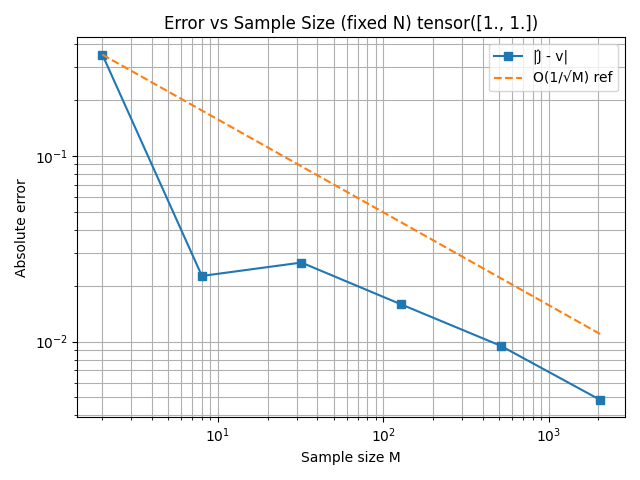 Error vs Sample Size (fixed N) tensor([1., 1.])
|Ĵ - v|
O(1/√M) ref
Absolute error
10⁻¹
10⁻²
10¹
10²
10³
Sample size M